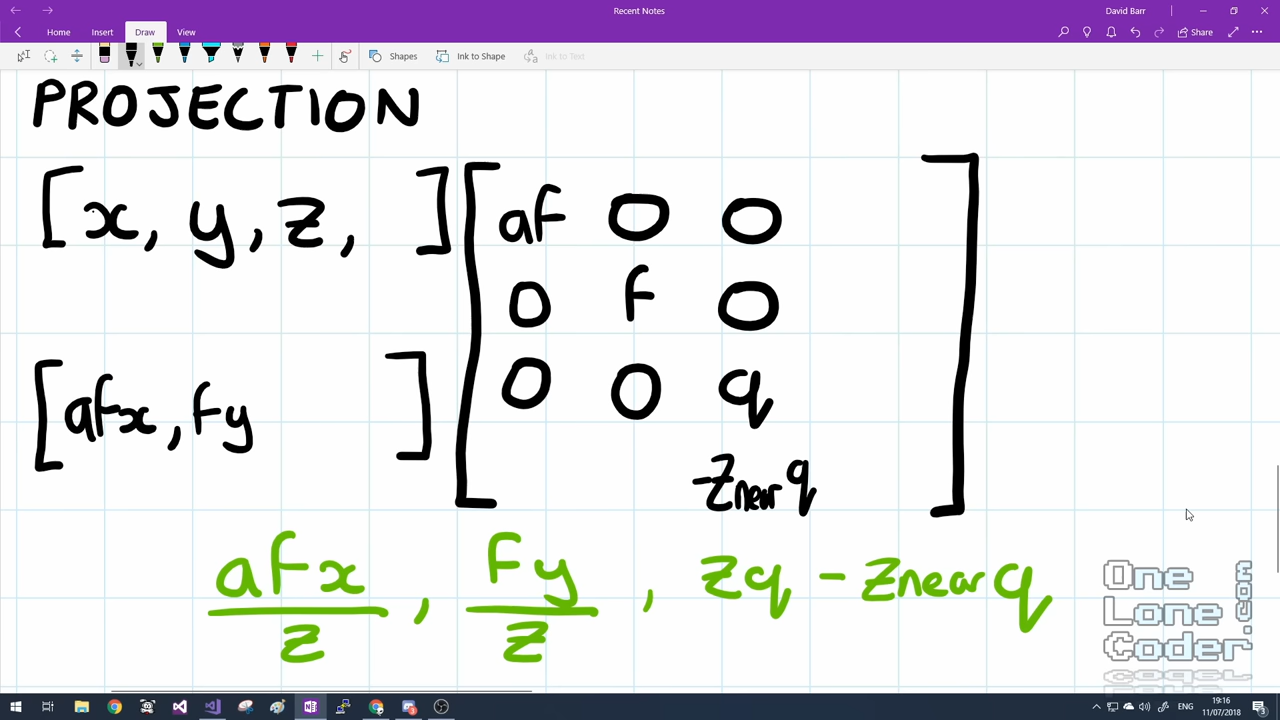 Recent Notes
David Barr
Home Insert Draw View
Share
Shapes Ink to Shape Ink to Text
PROJECTION
[x, y, z, ] [af 0 0
0 f 0
0 0 q
-Znear q]
[afx, fy ]
afx/z, fy/z, zq - znear q
One
Lone
Coder
.com
ENG
19:16
11/07/2018